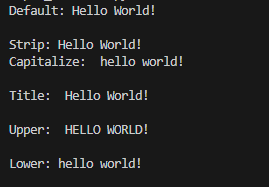 Default: Hello World!
Strip: Hello World!
Capitalize:  hello world!
Title:  Hello World!
Upper:  HELLO WORLD!
Lower: hello world!